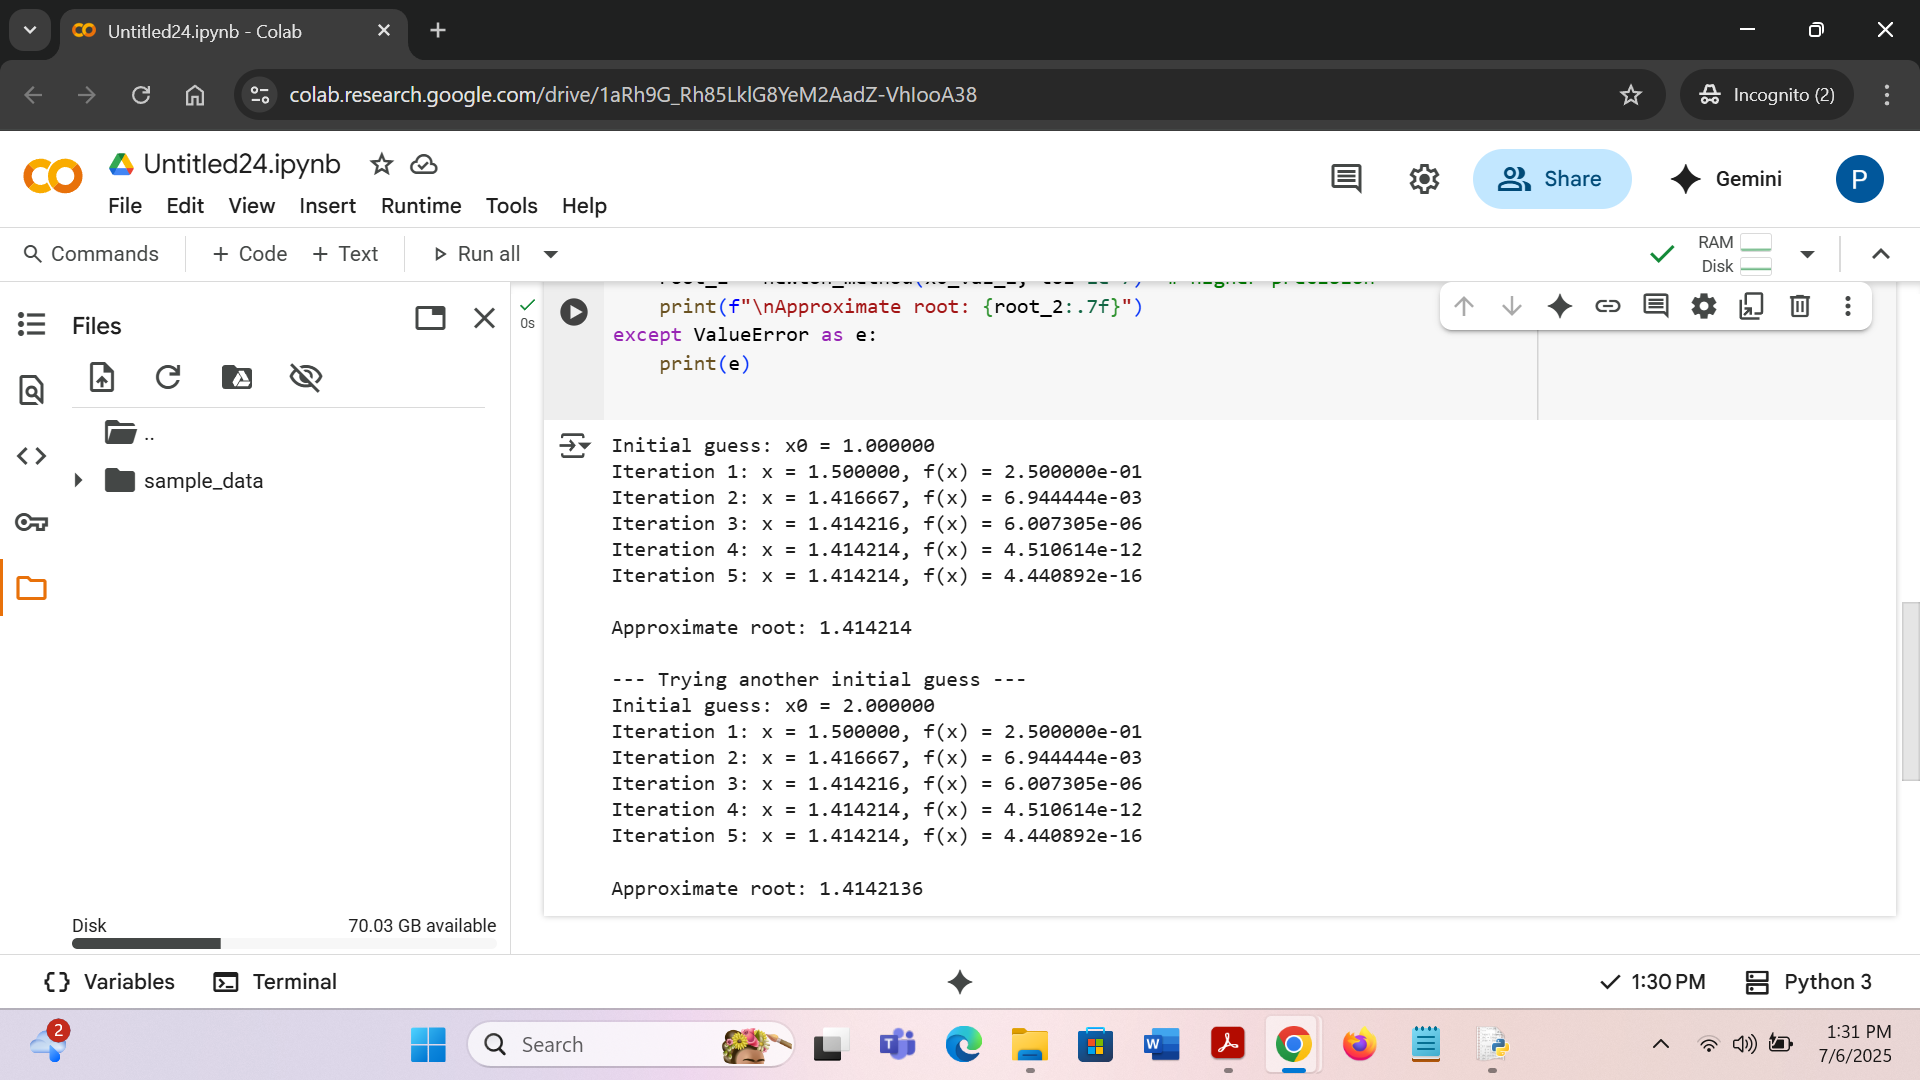 Untitled24.ipynb - Colab
colab.research.google.com/drive/1aRh9G_Rh85LklG8YeM2AadZ-VhIooA38
Incognito (2)
Untitled24.ipynb
Share
Gemini
P
File Edit View Insert Runtime Tools Help
Commands + Code + Text Run all
RAM
Disk
Files
..
sample_data
Disk 70.03 GB available
0s
print(f"\nApproximate root: {root_2:.7f}")
except ValueError as e:
print(e)
Initial guess: x0 = 1.000000
Iteration 1: x = 1.500000, f(x) = 2.500000e-01
Iteration 2: x = 1.416667, f(x) = 6.944444e-03
Iteration 3: x = 1.414216, f(x) = 6.007305e-06
Iteration 4: x = 1.414214, f(x) = 4.510614e-12
Iteration 5: x = 1.414214, f(x) = 4.440892e-16
Approximate root: 1.414214
--- Trying another initial guess ---
Initial guess: x0 = 2.000000
Iteration 1: x = 1.500000, f(x) = 2.500000e-01
Iteration 2: x = 1.416667, f(x) = 6.944444e-03
Iteration 3: x = 1.414216, f(x) = 6.007305e-06
Iteration 4: x = 1.414214, f(x) = 4.510614e-12
Iteration 5: x = 1.414214, f(x) = 4.440892e-16
Approximate root: 1.4142136
Variables Terminal
1:30 PM Python 3
2
Search
1:31 PM
7/6/2025